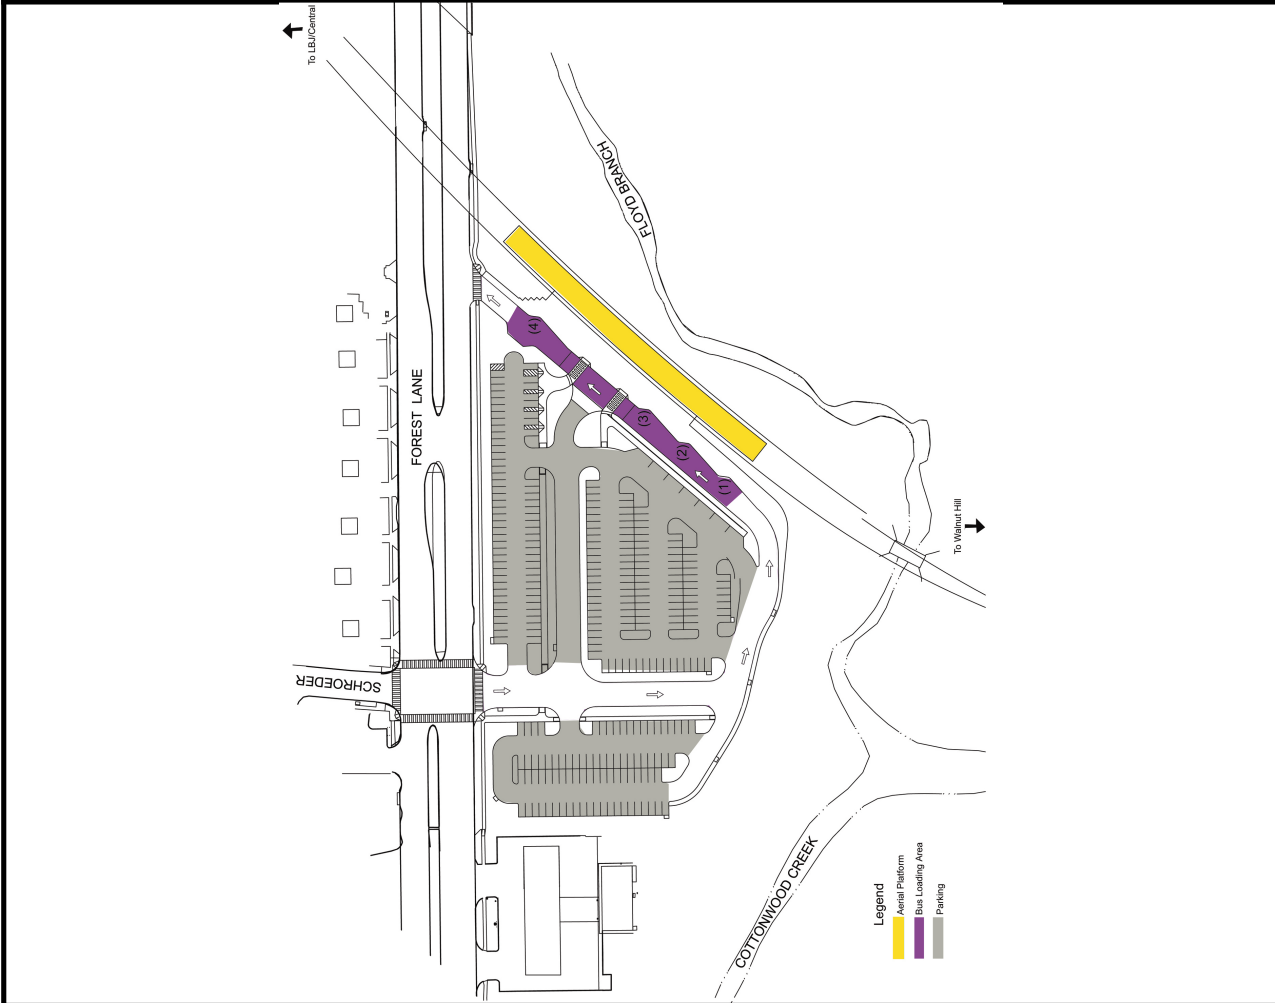 To LBJ/Central
FLOYD BRANCH
FOREST LANE
(4)
(3)
(2)
(1)
To Walnut Hill
SCHROEDER
COTTONWOOD CREEK
Legend
Aerial Platform
Bus Loading Area
Parking